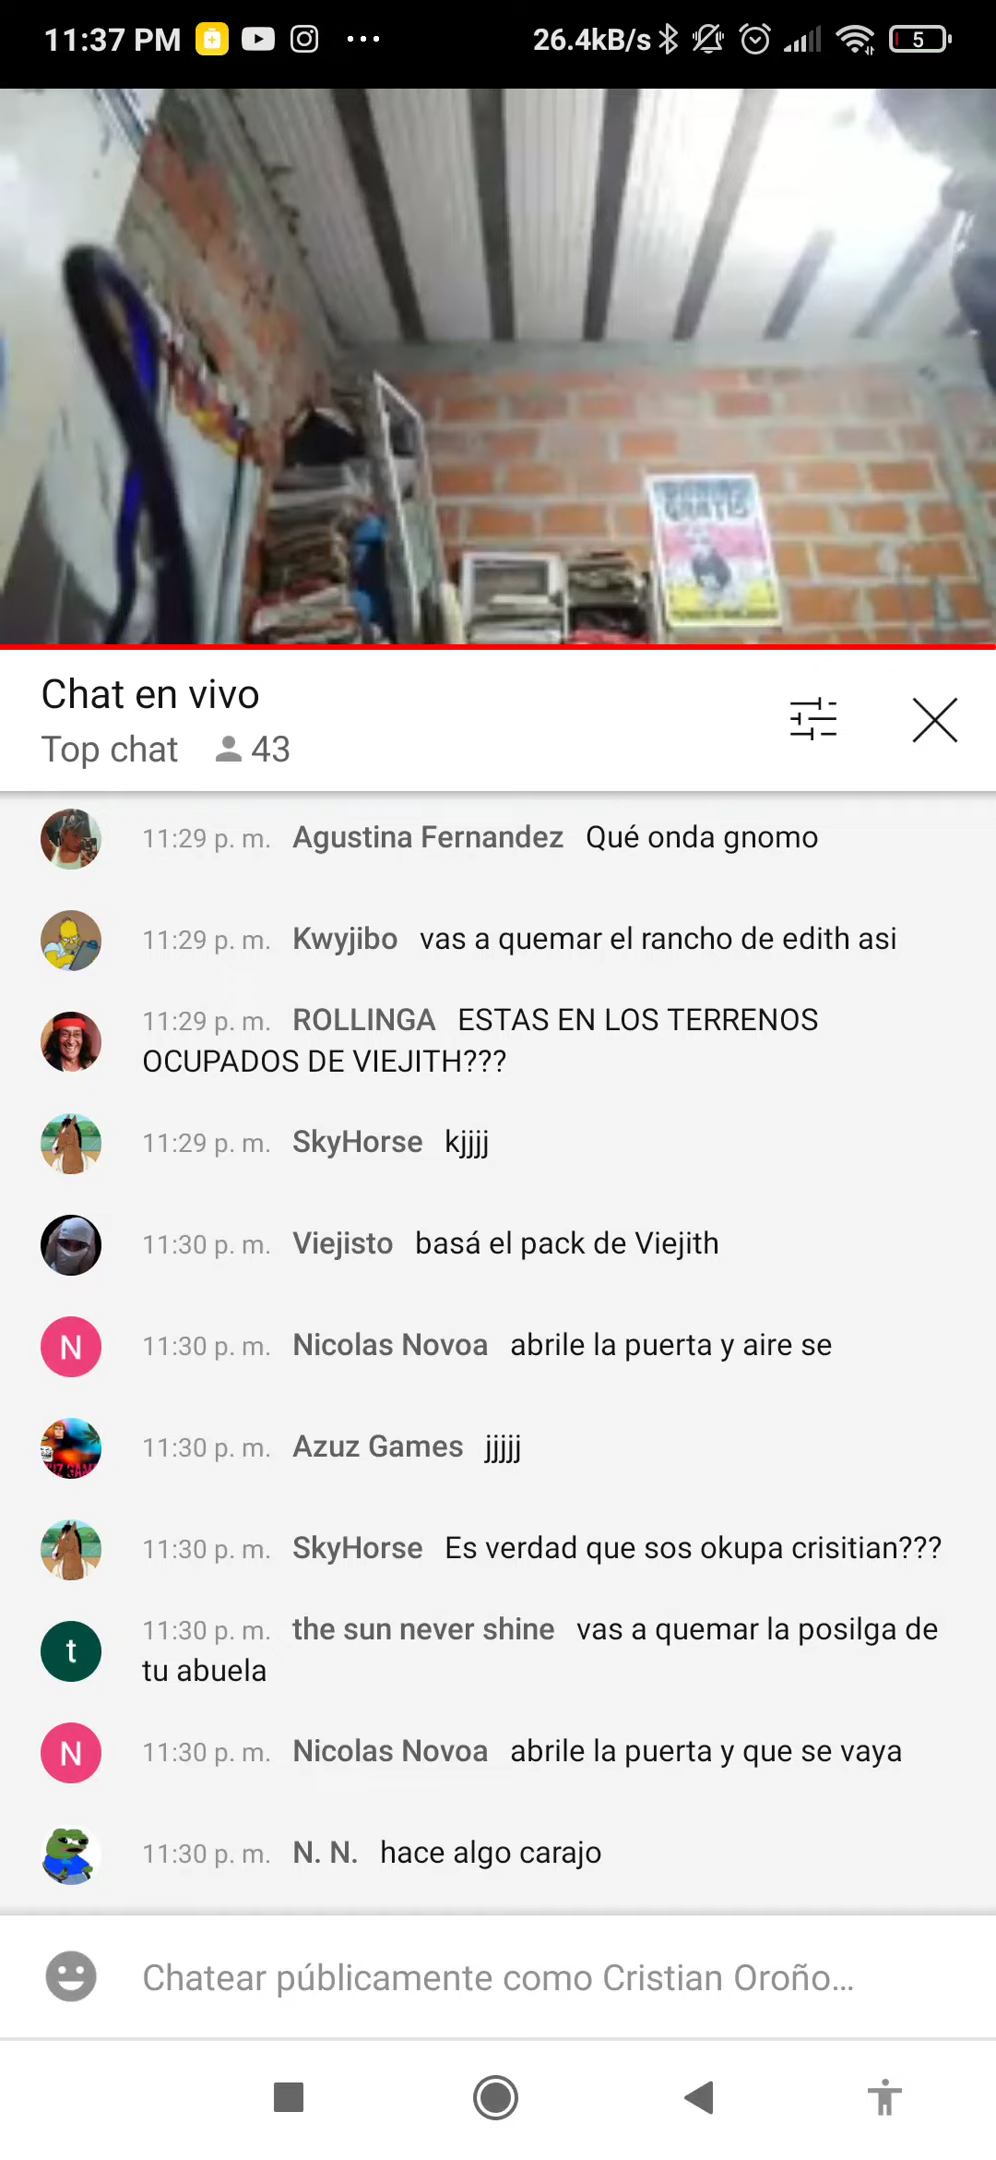 11:37 PM
26.4kB/s
5
GRATIS
Chat en vivo
Top chat 43
11:29 p. m. Agustina Fernandez Qué onda gnomo
11:29 p. m. Kwyjibo vas a quemar el rancho de edith asi
11:29 p. m. ROLLINGA ESTAS EN LOS TERRENOS
OCUPADOS DE VIEJITH???
11:29 p. m. SkyHorse kjjjj
11:30 p. m. Viejisto basá el pack de Viejith
N 11:30 p. m. Nicolas Novoa abrile la puerta y aire se
11:30 p. m. Azuz Games jjjjj
11:30 p. m. SkyHorse Es verdad que sos okupa crisitian???
t 11:30 p. m. the sun never shine vas a quemar la posilga de
tu abuela
N 11:30 p. m. Nicolas Novoa abrile la puerta y que se vaya
11:30 p. m. N. N. hace algo carajo
Chatear públicamente como Cristian Oroño...